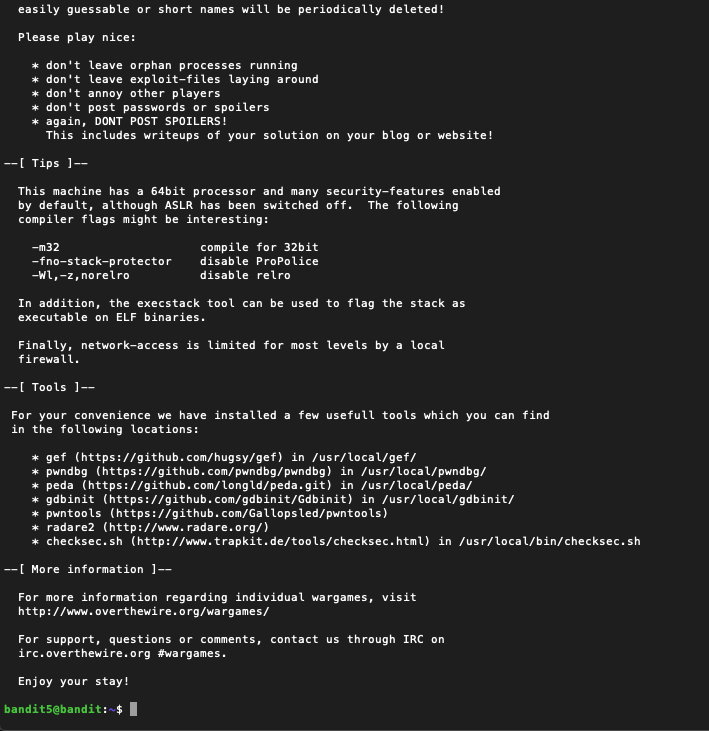 easily guessable or short names will be periodically deleted!
Please play nice:
* don't leave orphan processes running
* don't leave exploit-files laying around
* don't annoy other players
* don't post passwords or spoilers
* again, DONT POST SPOILERS!
This includes writeups of your solution on your blog or website!
--[ Tips ]--
This machine has a 64bit processor and many security-features enabled
by default, although ASLR has been switched off.  The following
compiler flags might be interesting:
-m32                    compile for 32bit
-fno-stack-protector    disable ProPolice
-Wl,-z,norelro          disable relro
In addition, the execstack tool can be used to flag the stack as
executable on ELF binaries.
Finally, network-access is limited for most levels by a local
firewall.
--[ Tools ]--
For your convenience we have installed a few usefull tools which you can find
in the following locations:
* gef (https://github.com/hugsy/gef) in /usr/local/gef/
* pwndbg (https://github.com/pwndbg/pwndbg) in /usr/local/pwndbg/
* peda (https://github.com/longld/peda.git) in /usr/local/peda/
* gdbinit (https://github.com/gdbinit/Gdbinit) in /usr/local/gdbinit/
* pwntools (https://github.com/Gallopsled/pwntools)
* radare2 (http://www.radare.org/)
* checksec.sh (http://www.trapkit.de/tools/checksec.html) in /usr/local/bin/checksec.sh
--[ More information ]--
For more information regarding individual wargames, visit
http://www.overthewire.org/wargames/
For support, questions or comments, contact us through IRC on
irc.overthewire.org #wargames.
Enjoy your stay!
bandit5@bandit:~$